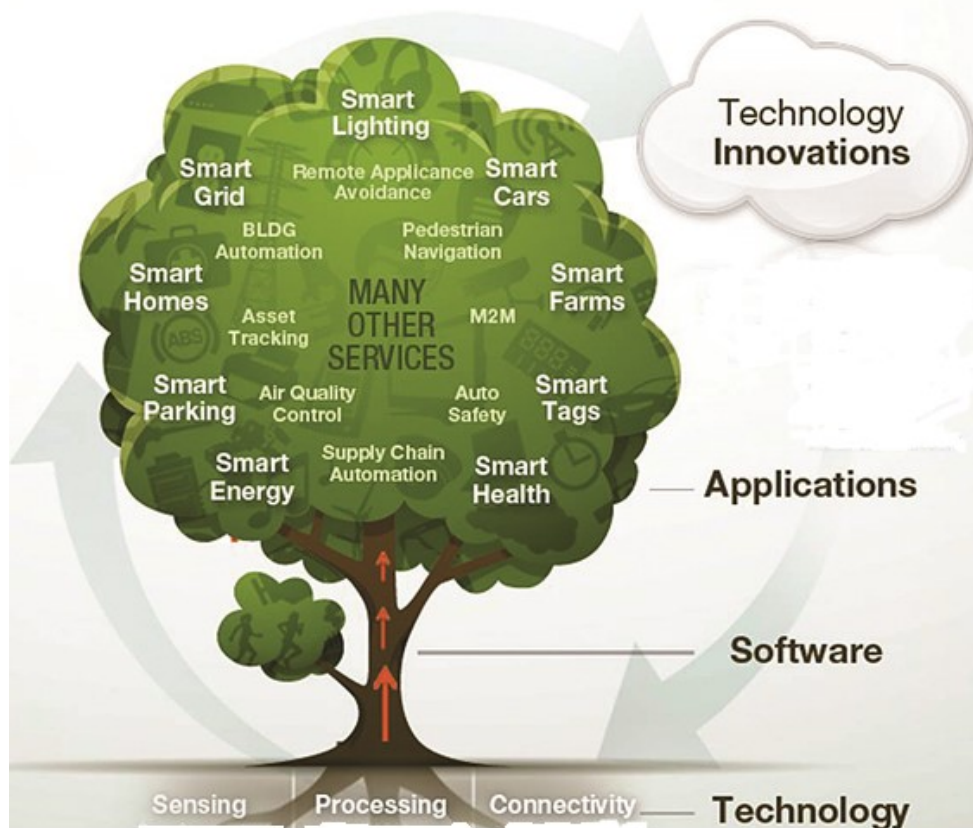 Technology
Innovations
Smart
Lighting
Smart
Grid
Remote Applicance
Avoidance
Smart
Cars
BLDG
Automation
Pedestrian
Navigation
Smart
Homes
MANY
OTHER
SERVICES
Smart
Farms
Asset
Tracking
M2M
ABS
888
Smart
Parking
Air Quality
Control
Auto
Safety
Smart
Tags
Smart
Energy
Supply Chain
Automation
Smart
Health
Applications
Software
Sensing
Processing
Connectivity
Technology